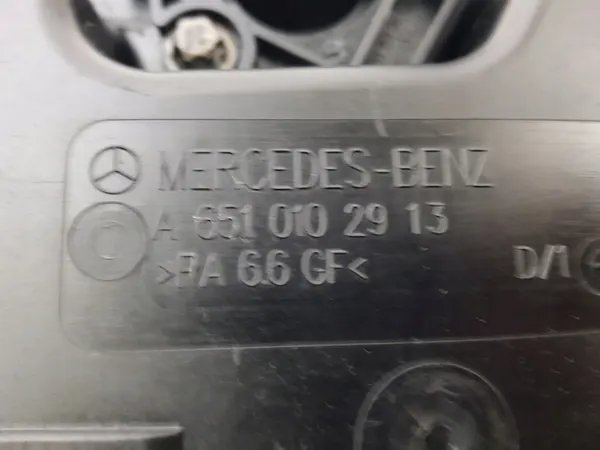 MERCEDES-BENZ
A 651 010 29 13
>PA 6.6 GF<
D/1